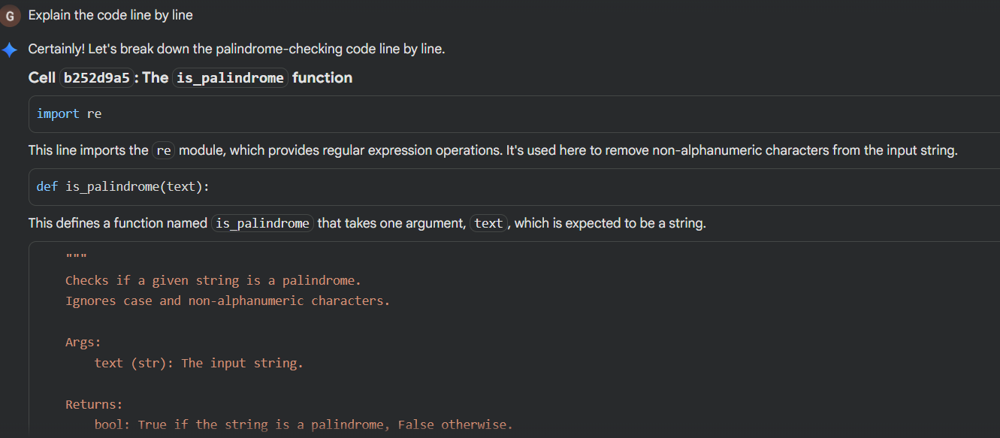 G Explain the code line by line
Certainly! Let's break down the palindrome-checking code line by line.
Cell b252d9a5: The is_palindrome function
import re
This line imports the re module, which provides regular expression operations. It's used here to remove non-alphanumeric characters from the input string.
def is_palindrome(text):
This defines a function named is_palindrome that takes one argument, text, which is expected to be a string.
"""
Checks if a given string is a palindrome.
Ignores case and non-alphanumeric characters.
Args:
text (str): The input string.
Returns:
bool: True if the string is a palindrome, False otherwise.